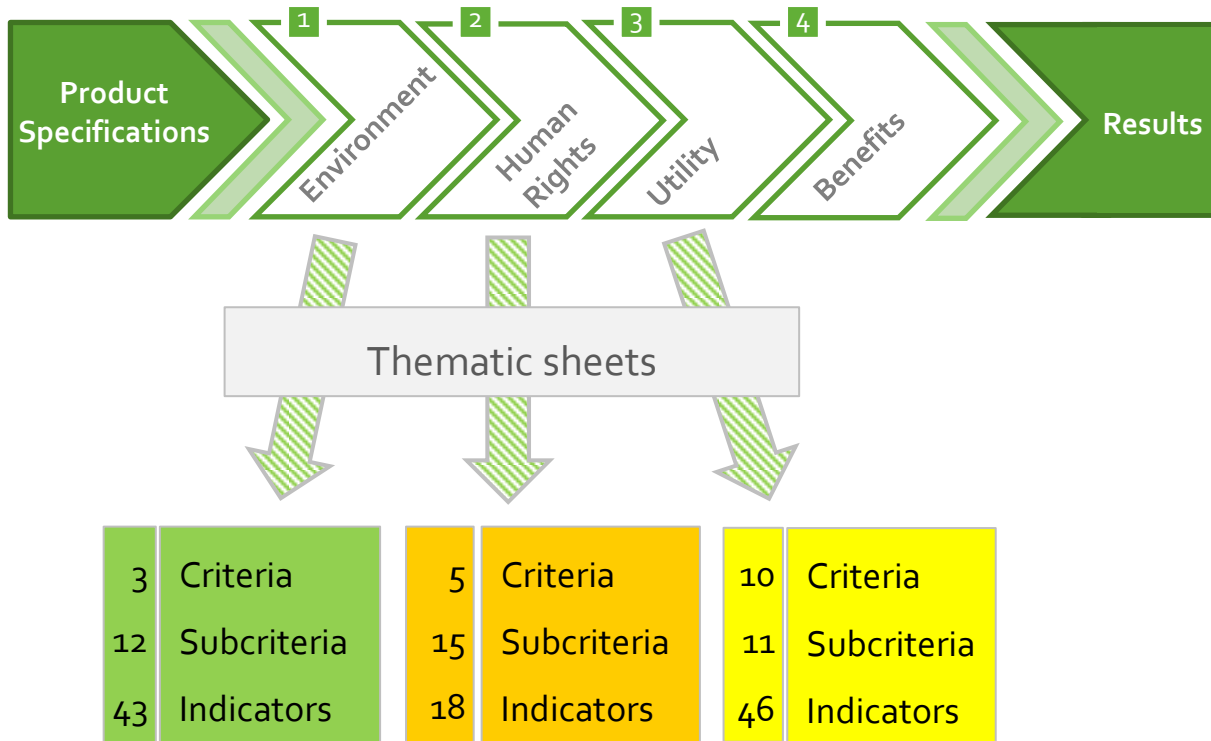 1
2
3
4
Product
Specifications
Environment
Human
Rights
Utility
Benefits
Results
Thematic sheets
3 Criteria
12 Subcriteria
43 Indicators
5 Criteria
15 Subcriteria
18 Indicators
10 Criteria
11 Subcriteria
46 Indicators